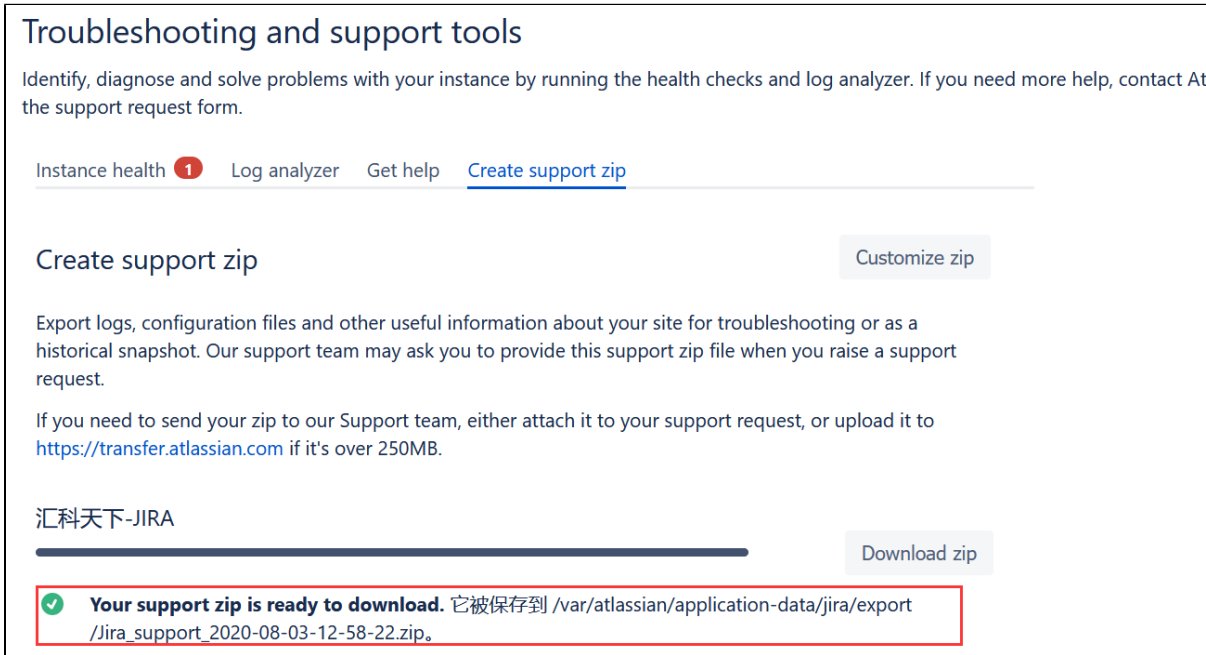 Troubleshooting and support tools
Identify, diagnose and solve problems with your instance by running the health checks and log analyzer. If you need more help, contact At
the support request form.
Instance health 1 Log analyzer Get help Create support zip
Create support zip
Customize zip
Export logs, configuration files and other useful information about your site for troubleshooting or as a
historical snapshot. Our support team may ask you to provide this support zip file when you raise a support
request.
If you need to send your zip to our Support team, either attach it to your support request, or upload it to
https://transfer.atlassian.com if it's over 250MB.
汇科天下-JIRA
Download zip
Your support zip is ready to download. 它被保存到 /var/atlassian/application-data/jira/export
/Jira_support_2020-08-03-12-58-22.zip。